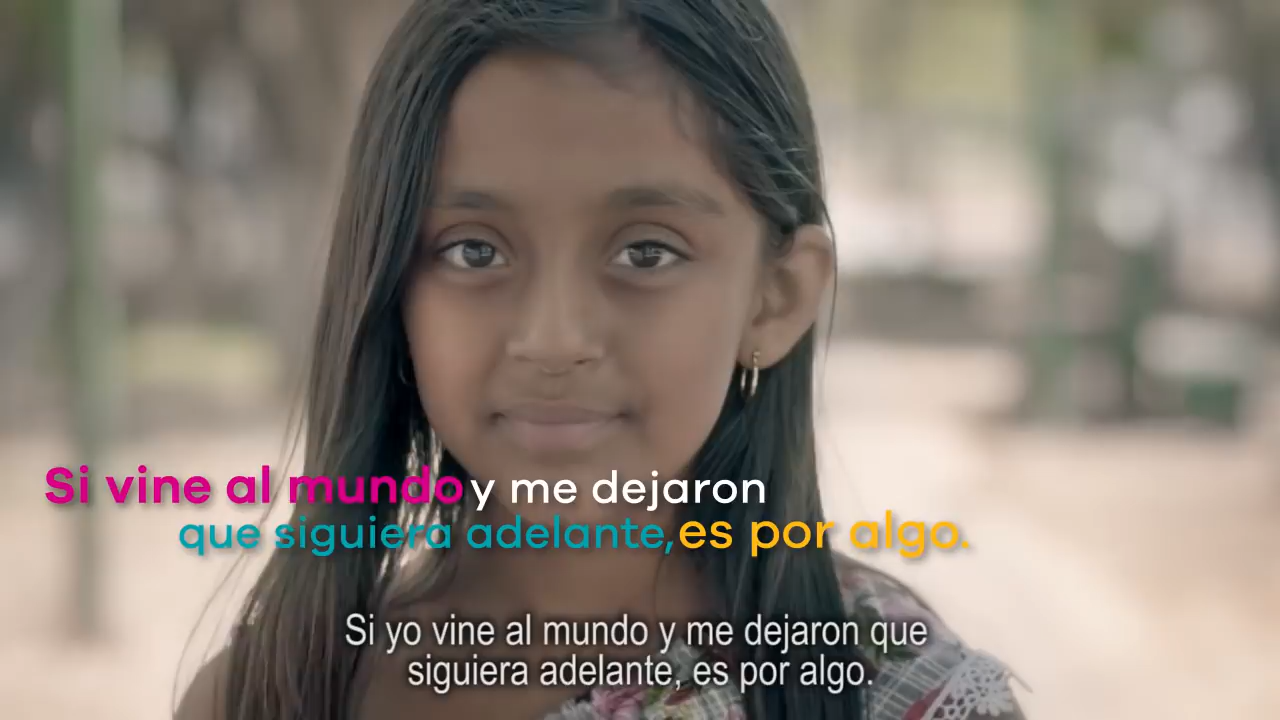 Si vine al mundo y me dejaron
que siguiera adelante, es por algo.
Si yo vine al mundo y me dejaron que
siguiera adelante, es por algo.